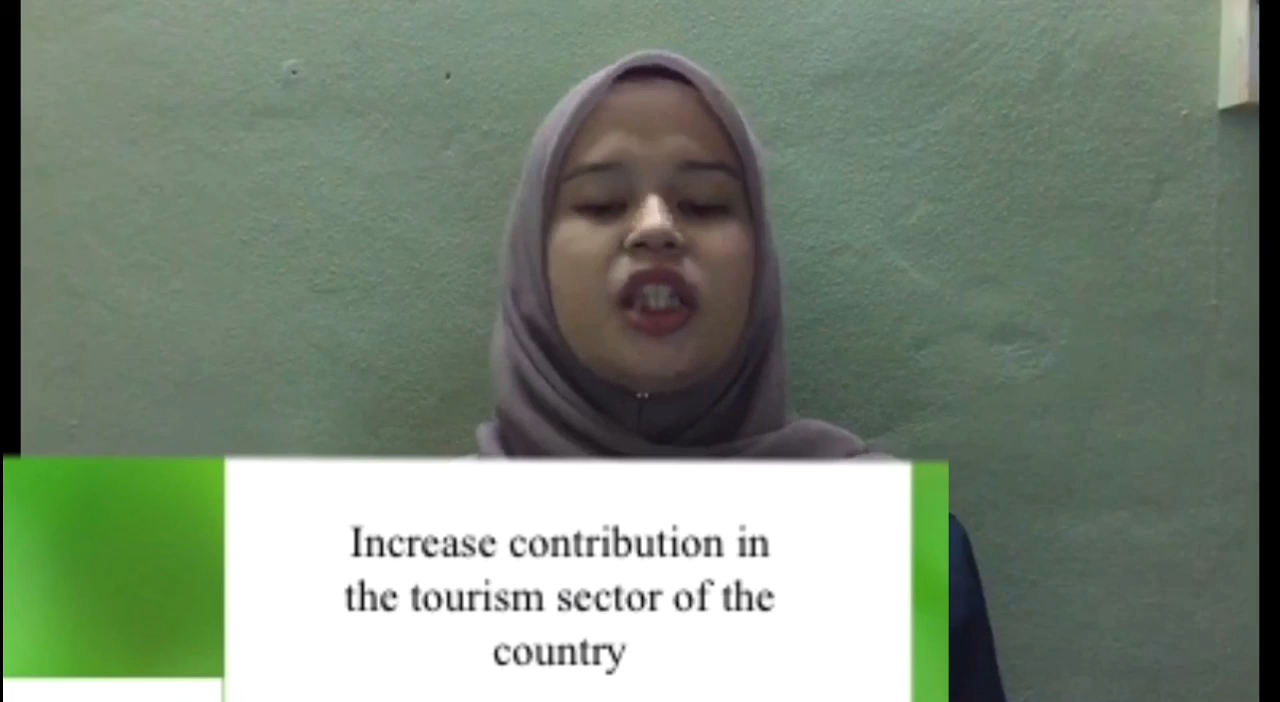 Increase contribution in
the tourism sector of the
country